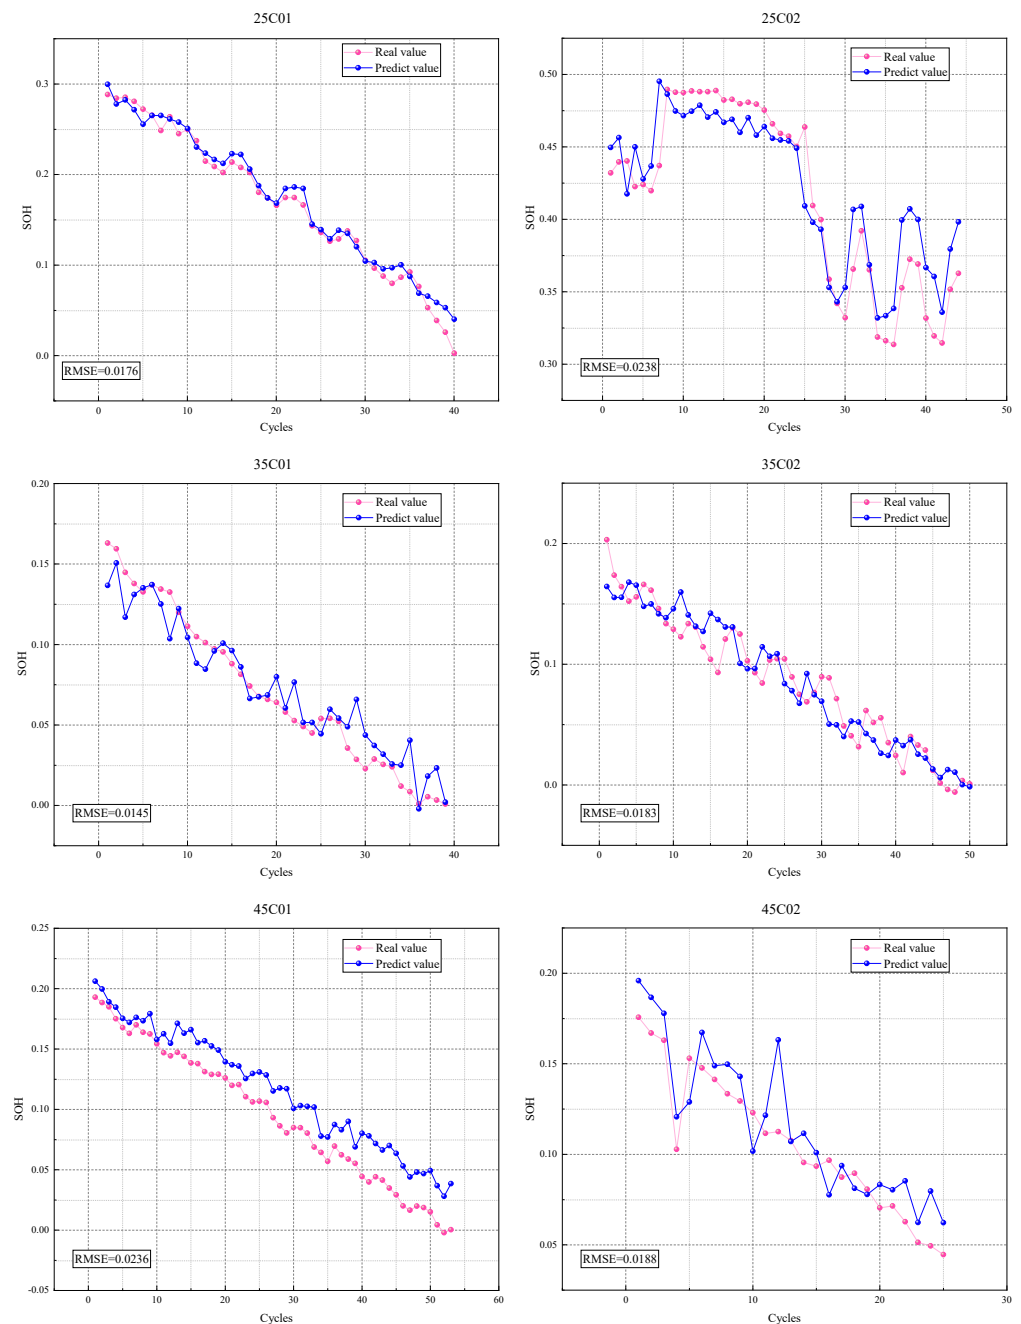 25C01
Real value
Predict value
0.3
0.2
SOH
0.1
0.0
RMSE=0.0176
0 10 20 30 40
Cycles
25C02
Real value
Predict value
0.50
0.45
SOH
0.40
0.35
0.30
RMSE=0.0238
0 10 20 30 40 50
Cycles
35C01
Real value
Predict value
0.20
0.15
SOH
0.10
0.05
0.00
RMSE=0.0145
0 10 20 30 40
Cycles
35C02
Real value
Predict value
0.2
SOH
0.1
0.0
RMSE=0.0183
0 10 20 30 40 50
Cycles
45C01
Real value
Predict value
0.25
0.20
0.15
SOH
0.10
0.05
0.00
-0.05
RMSE=0.0236
0 10 20 30 40 50 60
Cycles
45C02
Real value
Predict value
0.20
0.15
SOH
0.10
0.05
RMSE=0.0188
0 10 20 30
Cycles